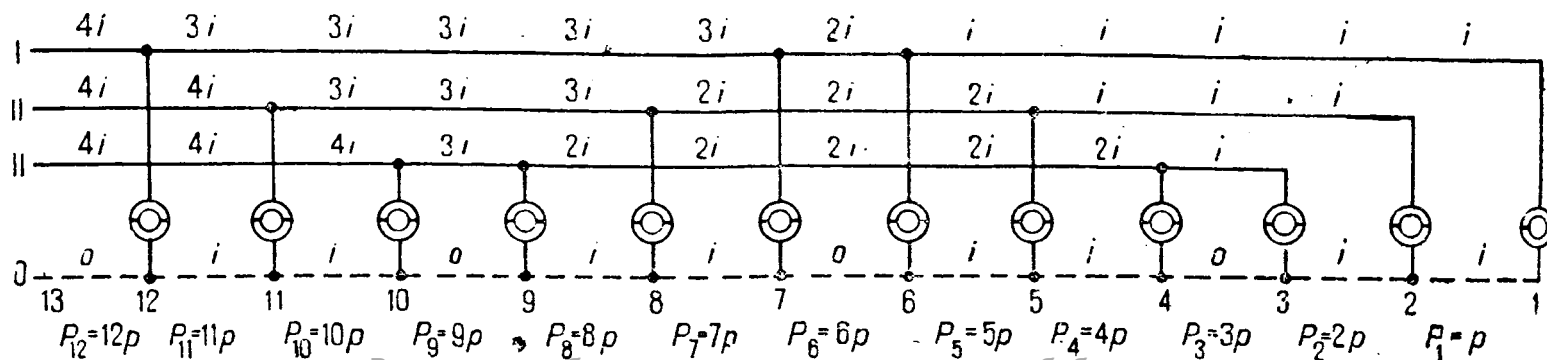 4i 3i 3i 3i 3i 3i 2i i i i i i
I
4i 4i 3i 3i 3i 2i 2i 2i i i i
II
4i 4i 4i 3i 2i 2i 2i 2i 2i i
II
o i i o i i o i i o i i
0
13 12 11 10 9 8 7 6 5 4 3 2 1
P₁₂=12p P₁₁=11p P₁₀=10p P₉=9p P₈=8p P₇=7p P₆=6p P₅=5p P₄=4p P₃=3p P₂=2p P₁=p